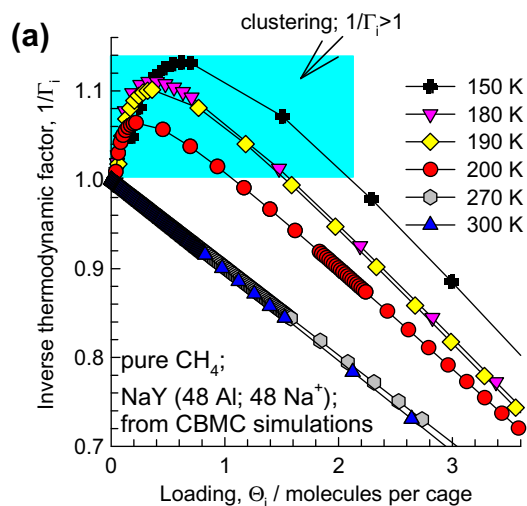 (a)
clustering; 1/Γᵢ>1
Inverse thermodynamic factor, 1/Γᵢ
1.1
1.0
0.9
0.8
0.7
150 K
180 K
190 K
200 K
270 K
300 K
pure CH₄;
NaY (48 Al; 48 Na⁺);
from CBMC simulations
0 1 2 3
Loading, Θᵢ / molecules per cage